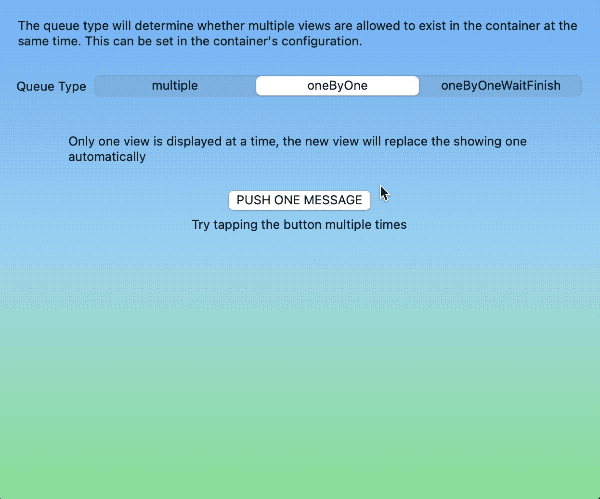 The queue type will determine whether multiple views are allowed to exist in the container at the
same time. This can be set in the container's configuration.
Queue Type multiple oneByOne oneByOneWaitFinish
Only one view is displayed at a time, the new view will replace the showing one
automatically
PUSH ONE MESSAGE
Try tapping the button multiple times